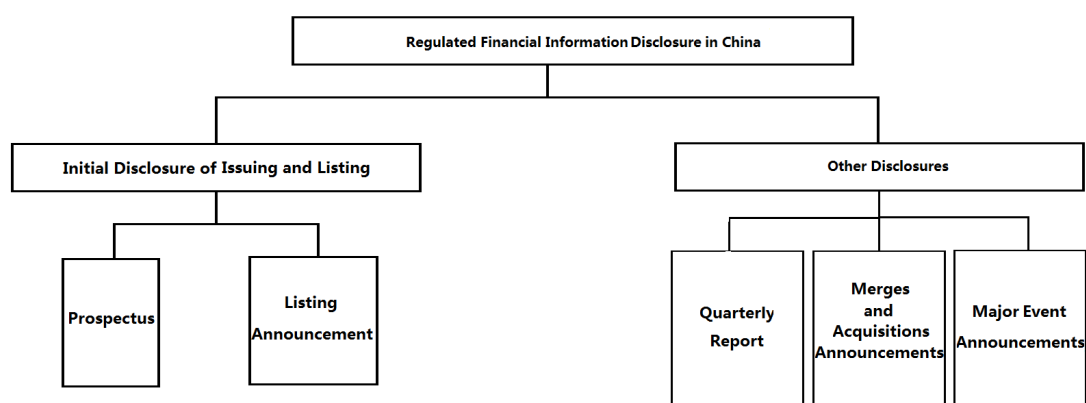 Regulated Financial Information Disclosure in China
Initial Disclosure of Issuing and Listing
Other Disclosures
Prospectus
Listing
Announcement
Quarterly
Report
Merges
and
Acquisitions
Announcements
Major Event
Announcements